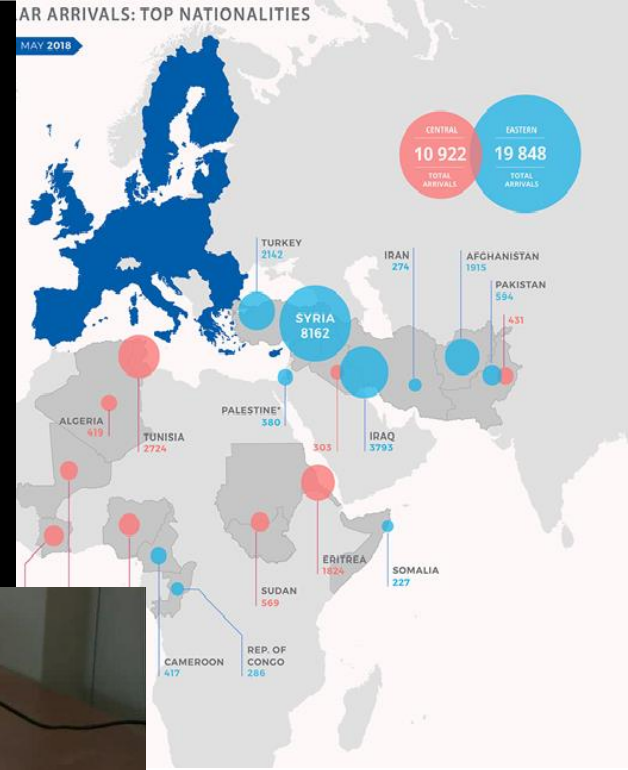 AR ARRIVALS: TOP NATIONALITIES
MAY 2018
CENTRAL
10 922
TOTAL
ARRIVALS
EASTERN
19 848
TOTAL
ARRIVALS
TURKEY
2142
IRAN
274
AFGHANISTAN
1915
PAKISTAN
594
431
SYRIA
8162
ALGERIA
419
TUNISIA
2724
PALESTINE*
380
303
IRAQ
3793
ERITREA
1824
SOMALIA
227
SUDAN
569
CAMEROON
417
REP. OF
CONGO
286